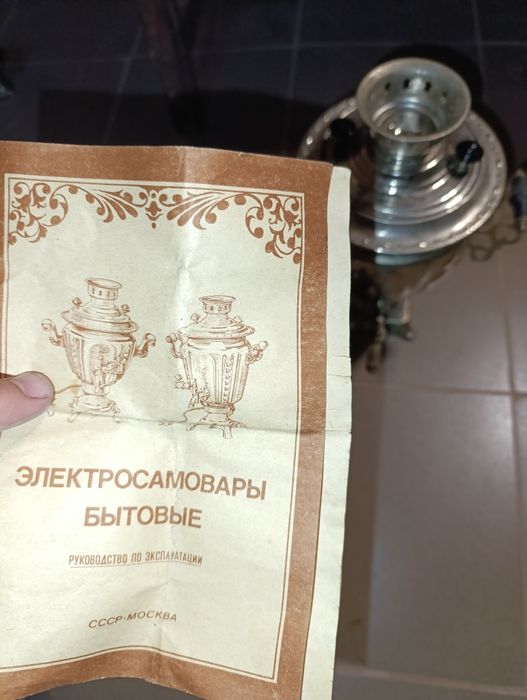 ЭЛЕКТРОСАМОВАРЫ
БЫТОВЫЕ
РУКОВОДСТВО ПО ЭКСПЛУАТАЦИИ
СССР·МОСКВА